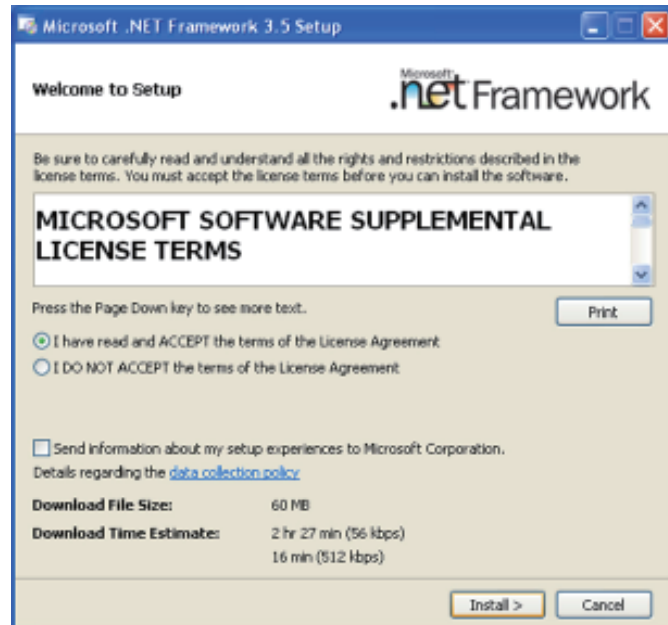 Microsoft .NET Framework 3.5 Setup
Welcome to Setup
Microsoft
.net Framework
Be sure to carefully read and understand all the rights and restrictions described in the
license terms. You must accept the license terms before you can install the software.
MICROSOFT SOFTWARE SUPPLEMENTAL
LICENSE TERMS
Press the Page Down key to see more text.
Print
I have read and ACCEPT the terms of the License Agreement
I DO NOT ACCEPT the terms of the License Agreement
Send information about my setup experiences to Microsoft Corporation.
Details regarding the data collection policy
Download File Size: 60 MB
Download Time Estimate: 2 hr 27 min (56 kbps)
16 min (512 kbps)
Install >
Cancel